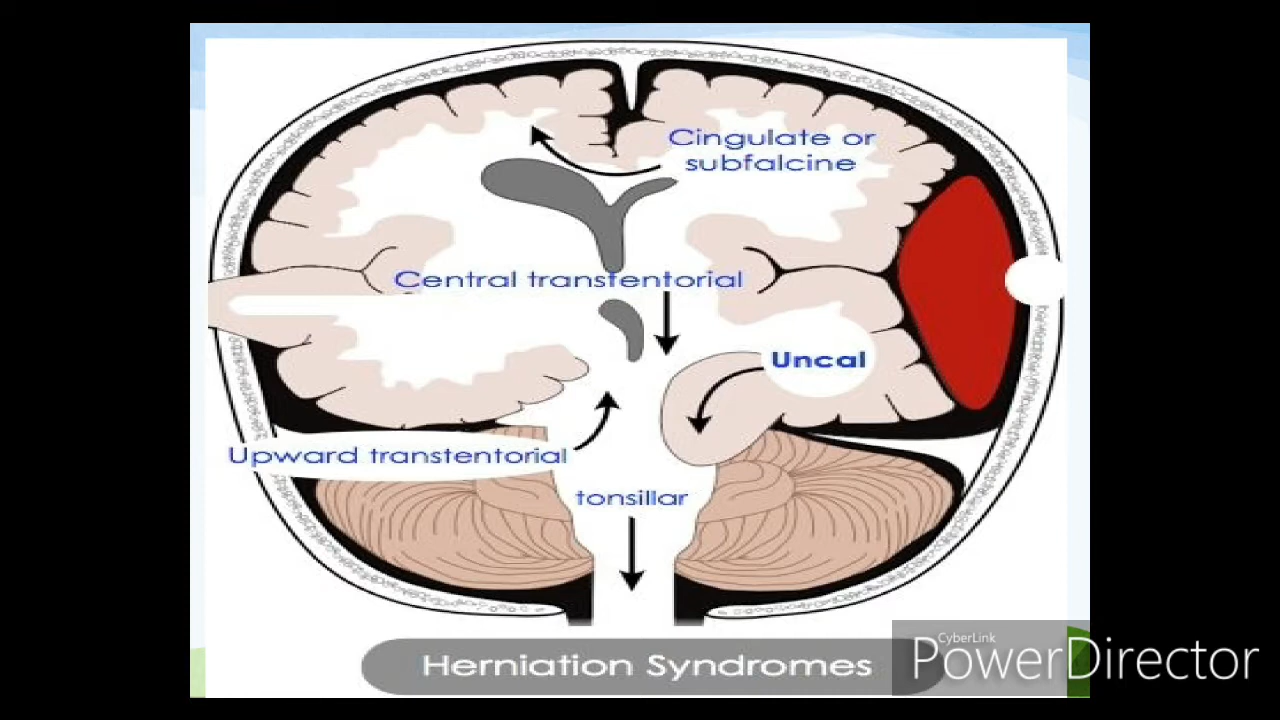 Cingulate or
subfalcine
Central transtentorial
Uncal
Upward transtentorial
tonsillar
Herniation Syndromes
CyberLink
PowerDirector